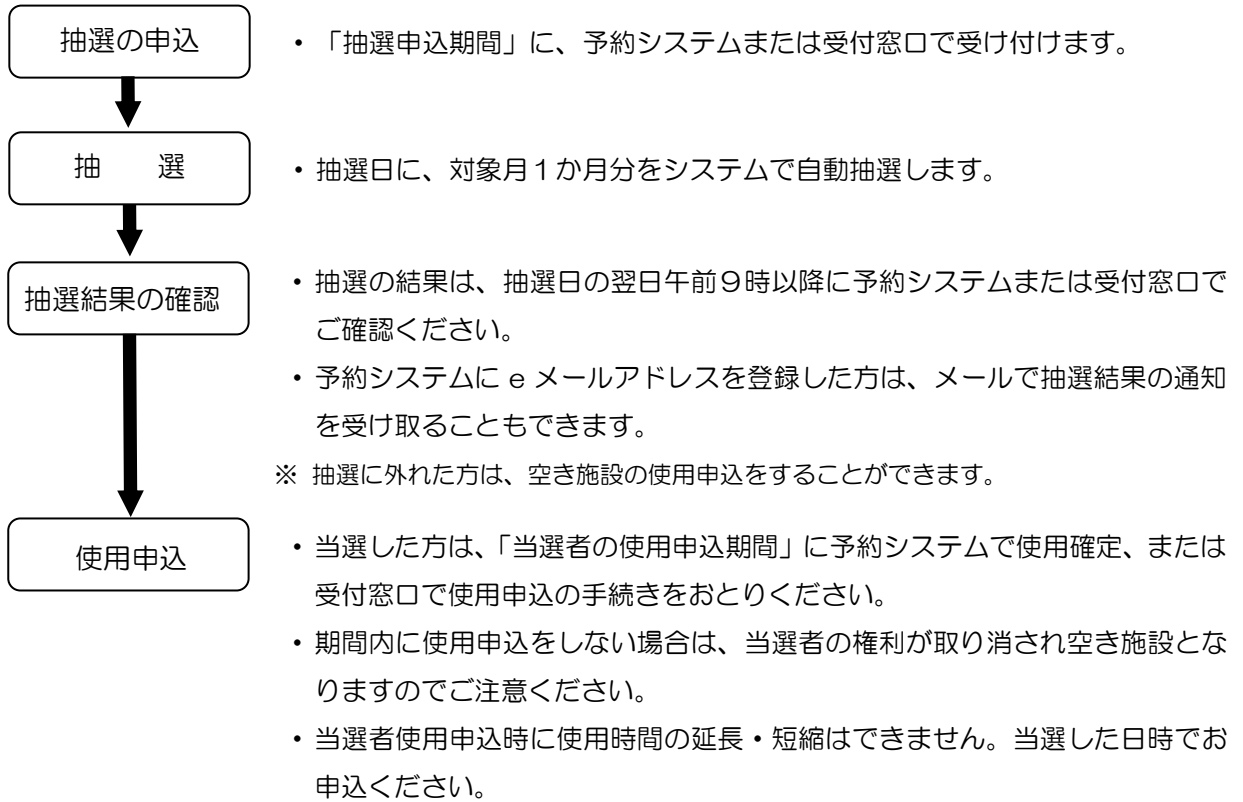 抽選の申込
・「抽選申込期間」に、予約システムまたは受付窓口で受け付けます。
抽　選
・抽選日に、対象月１か月分をシステムで自動抽選します。
抽選結果の確認
・抽選の結果は、抽選日の翌日午前９時以降に予約システムまたは受付窓口で
ご確認ください。
・予約システムに e メールアドレスを登録した方は、メールで抽選結果の通知
を受け取ることもできます。
※ 抽選に外れた方は、空き施設の使用申込をすることができます。
使用申込
・当選した方は、「当選者の使用申込期間」に予約システムで使用確定、または
受付窓口で使用申込の手続きをおとりください。
・期間内に使用申込をしない場合は、当選者の権利が取り消され空き施設とな
りますのでご注意ください。
・当選者使用申込時に使用時間の延長・短縮はできません。当選した日時でお
申込ください。